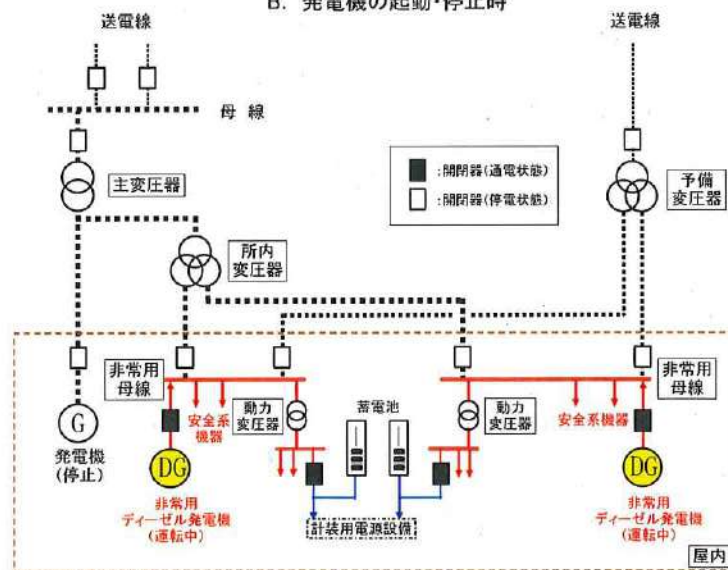 B. 発電機の起動・停止時
送電線
送電線
母 線
主変圧器
:開閉器(通電状態)
:開閉器(停電状態)
予備
変圧器
所内
変圧器
非常用
母線
非常用
母線
G
発電機
(停止)
安全系
機器
動力
変圧器
蓄電池
動力
変圧器
安全系機器
DG
DG
非常用
ディーゼル発電機
(運転中)
計装用電源設備
非常用
ディーゼル発電機
(運転中)
屋内